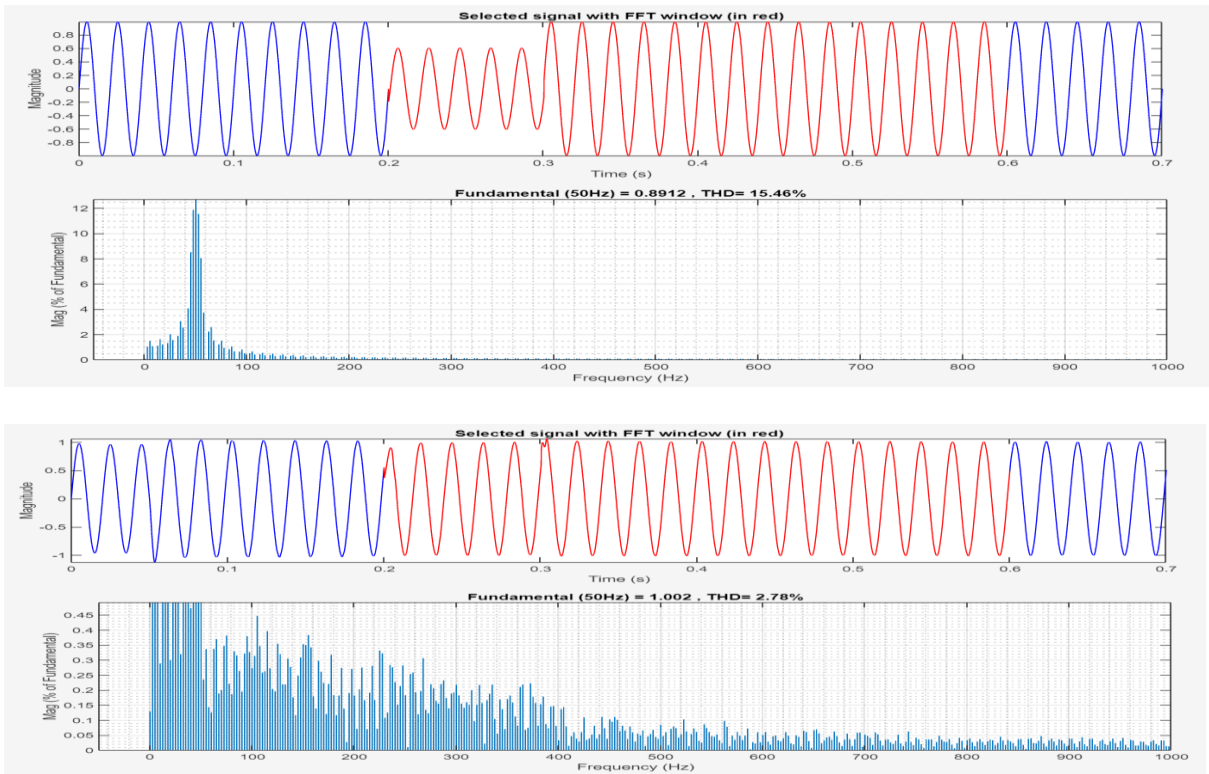 Selected signal with FFT window (in red)
Magnitude
0.8
0.6
0.4
0.2
0
-0.2
-0.4
-0.6
-0.8
0 0.1 0.2 0.3 0.4 0.5 0.6 0.7
Time (s)
Fundamental (50Hz) = 0.8912 , THD= 15.46%
Mag (% of Fundamental)
12
10
8
6
4
2
0
0 100 200 300 400 500 600 700 800 900 1000
Frequency (Hz)
Selected signal with FFT window (in red)
Magnitude
1
0.5
0
-0.5
-1
0 0.1 0.2 0.3 0.4 0.5 0.6 0.7
Time (s)
Fundamental (50Hz) = 1.002 , THD= 2.78%
Mag (% of Fundamental)
0.45
0.4
0.35
0.3
0.25
0.2
0.15
0.1
0.05
0
0 100 200 300 400 500 600 700 800 900 1000
Frequency (Hz)